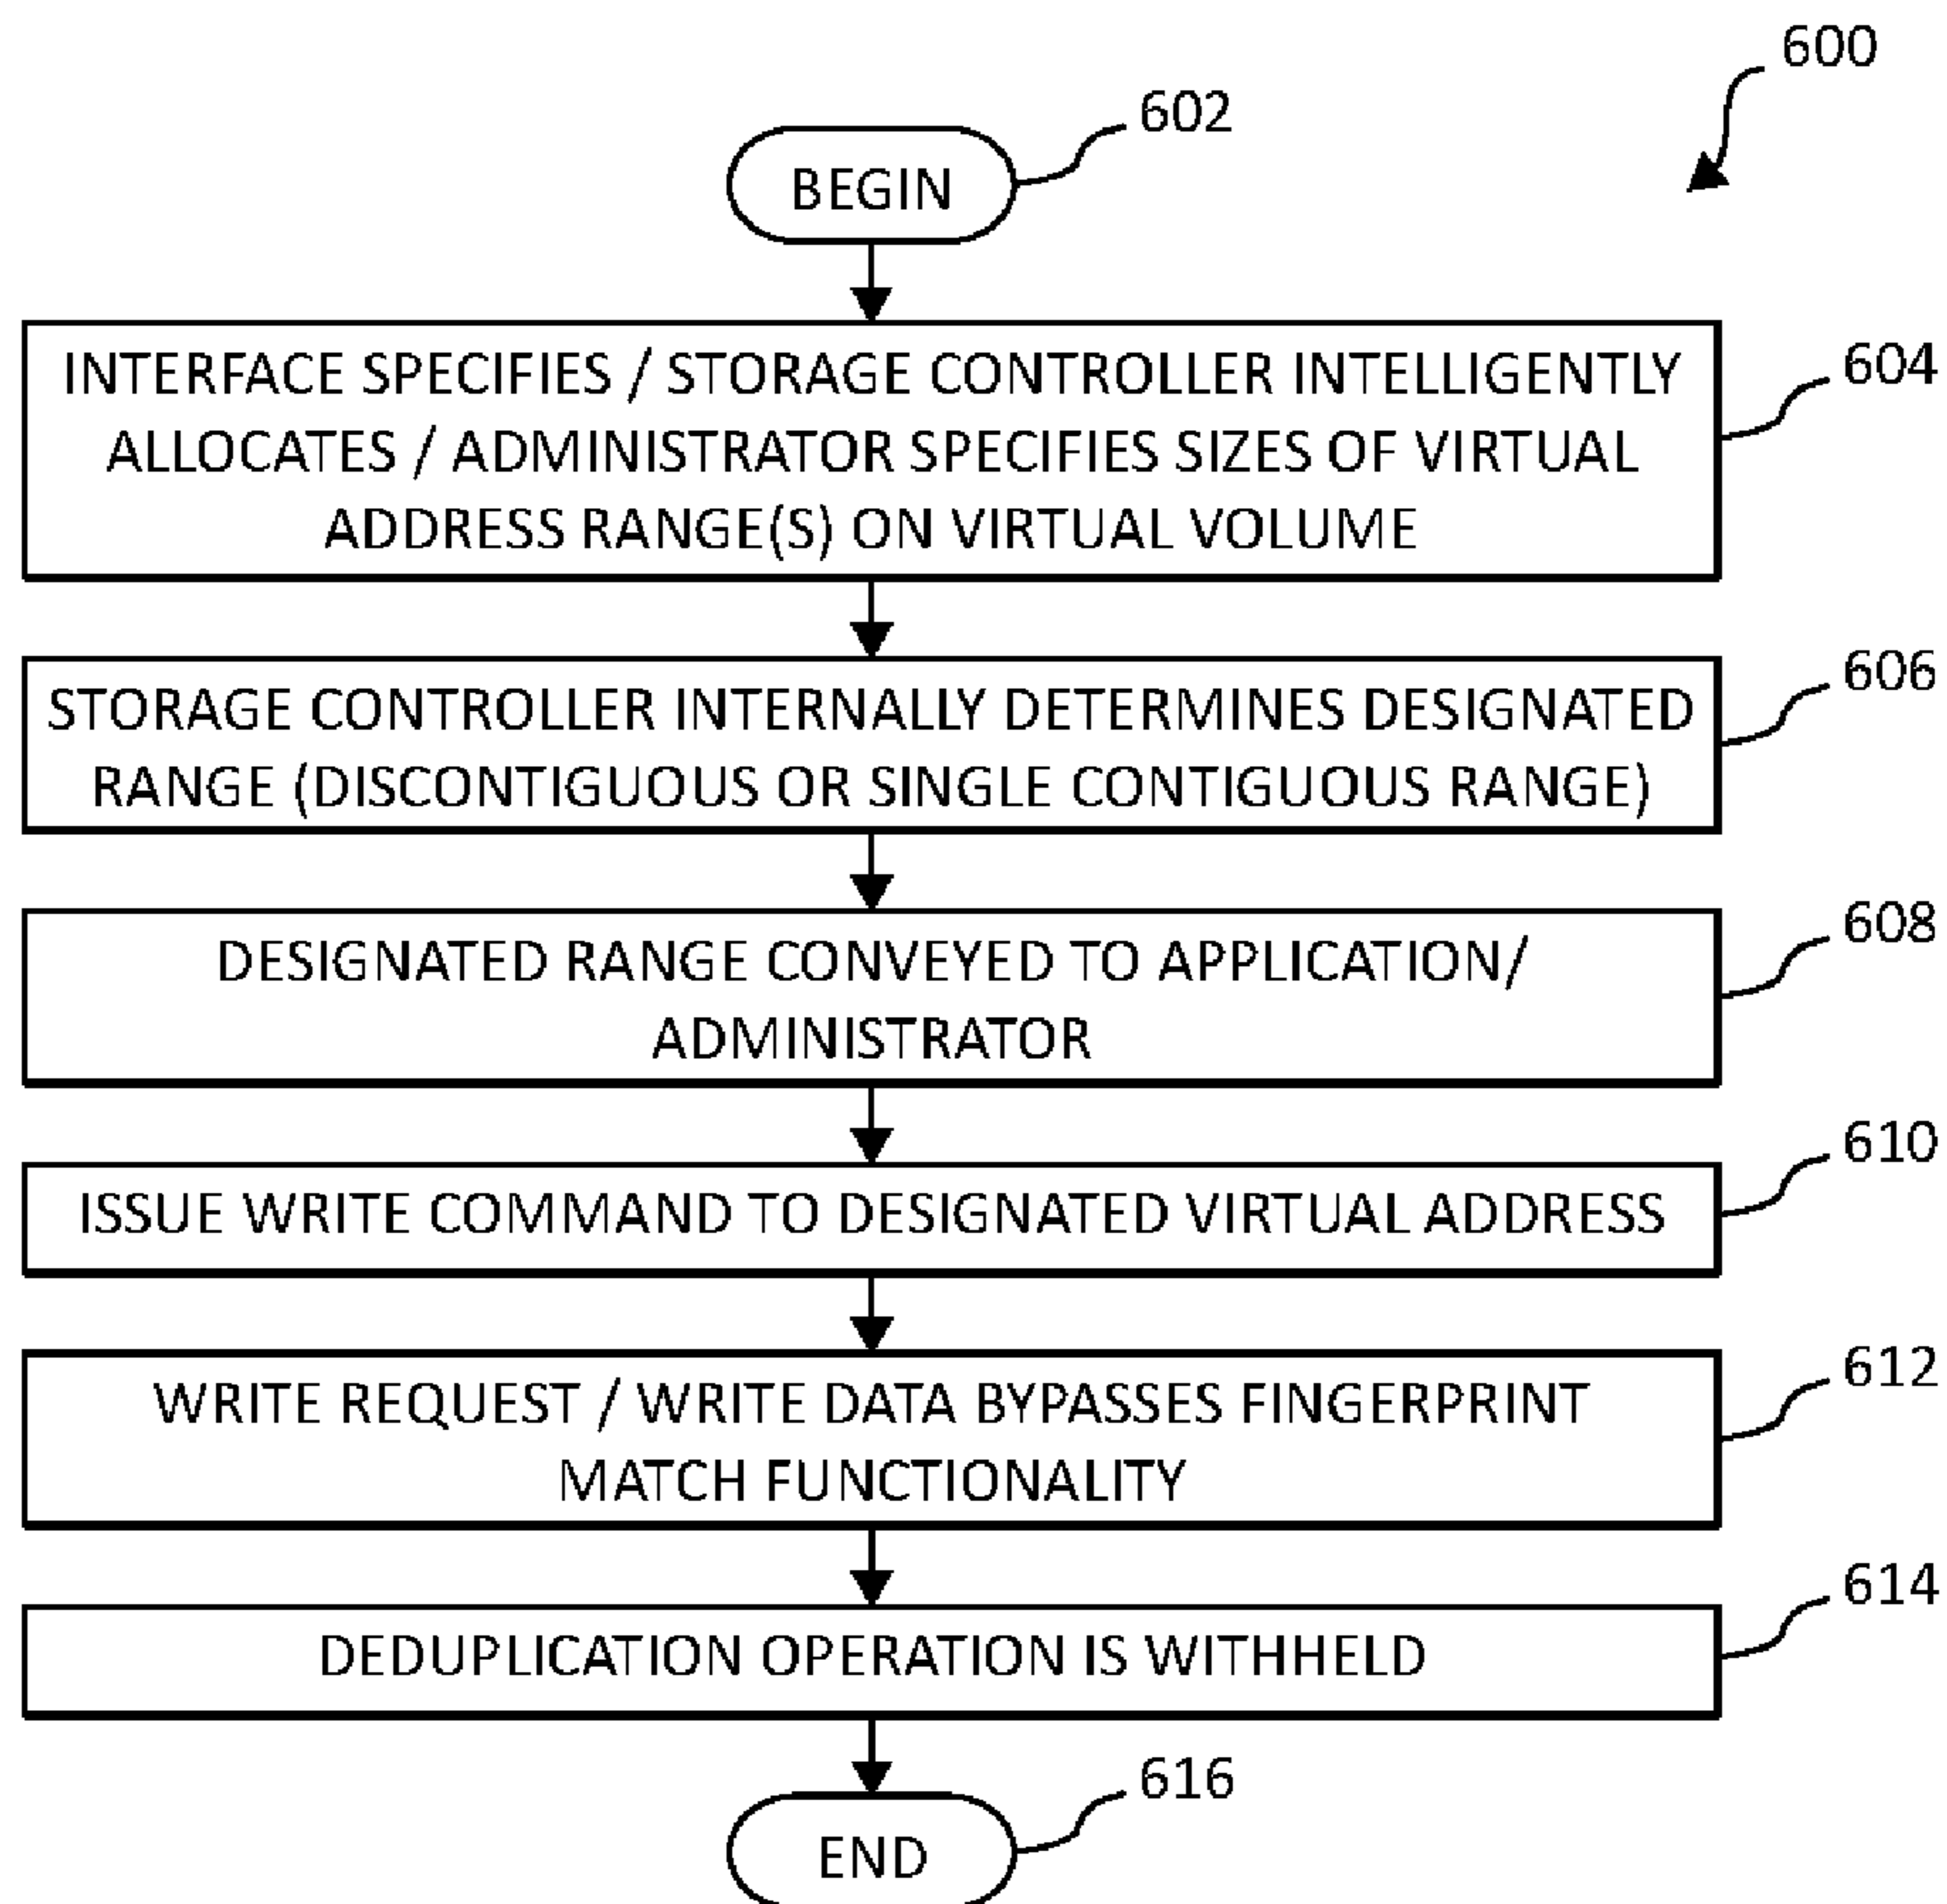 600
602
BEGIN
INTERFACE SPECIFIES / STORAGE CONTROLLER INTELLIGENTLY
ALLOCATES / ADMINISTRATOR SPECIFIES SIZES OF VIRTUAL
ADDRESS RANGE(S) ON VIRTUAL VOLUME
604
STORAGE CONTROLLER INTERNALLY DETERMINES DESIGNATED
RANGE (DISCONTIGUOUS OR SINGLE CONTIGUOUS RANGE)
606
DESIGNATED RANGE CONVEYED TO APPLICATION/
ADMINISTRATOR
608
ISSUE WRITE COMMAND TO DESIGNATED VIRTUAL ADDRESS
610
WRITE REQUEST / WRITE DATA BYPASSES FINGERPRINT
MATCH FUNCTIONALITY
612
DEDUPLICATION OPERATION IS WITHHELD
614
END
616